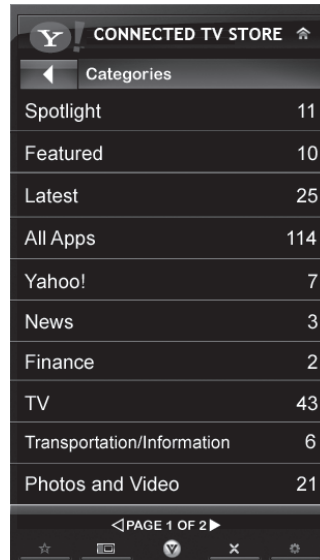 Y! CONNECTED TV STORE
Categories
Spotlight 11
Featured 10
Latest 25
All Apps 114
Yahoo! 7
News 3
Finance 2
TV 43
Transportation/Information 6
Photos and Video 21
PAGE 1 OF 2